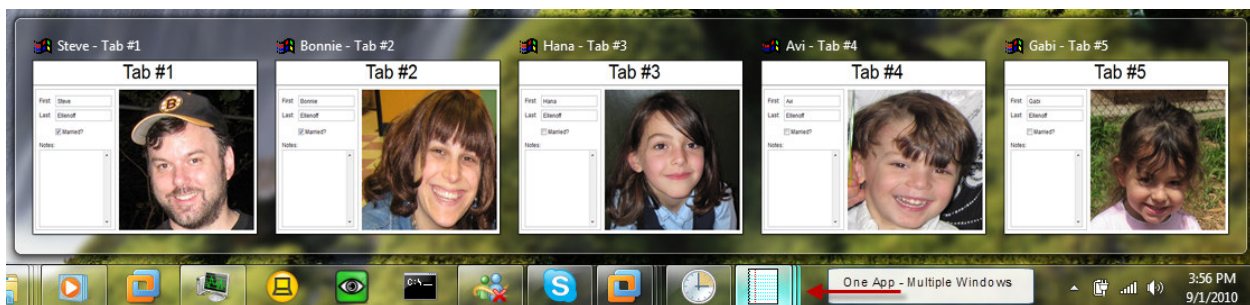 Steve - Tab #1
Bonnie - Tab #2
Hana - Tab #3
Avi - Tab #4
Gabi - Tab #5
Tab #1
Tab #2
Tab #3
Tab #4
Tab #5
First: Steve
Last: Ellenoff
Married?
Notes:
First: Bonnie
Last: Ellenoff
Married?
Notes:
First: Hana
Last: Ellenoff
Married?
Notes:
First: Avi
Last: Ellenoff
Married?
Notes:
First: Gabi
Last: Ellenoff
Married?
Notes:
One App - Multiple Windows
3:56 PM
9/1/2010